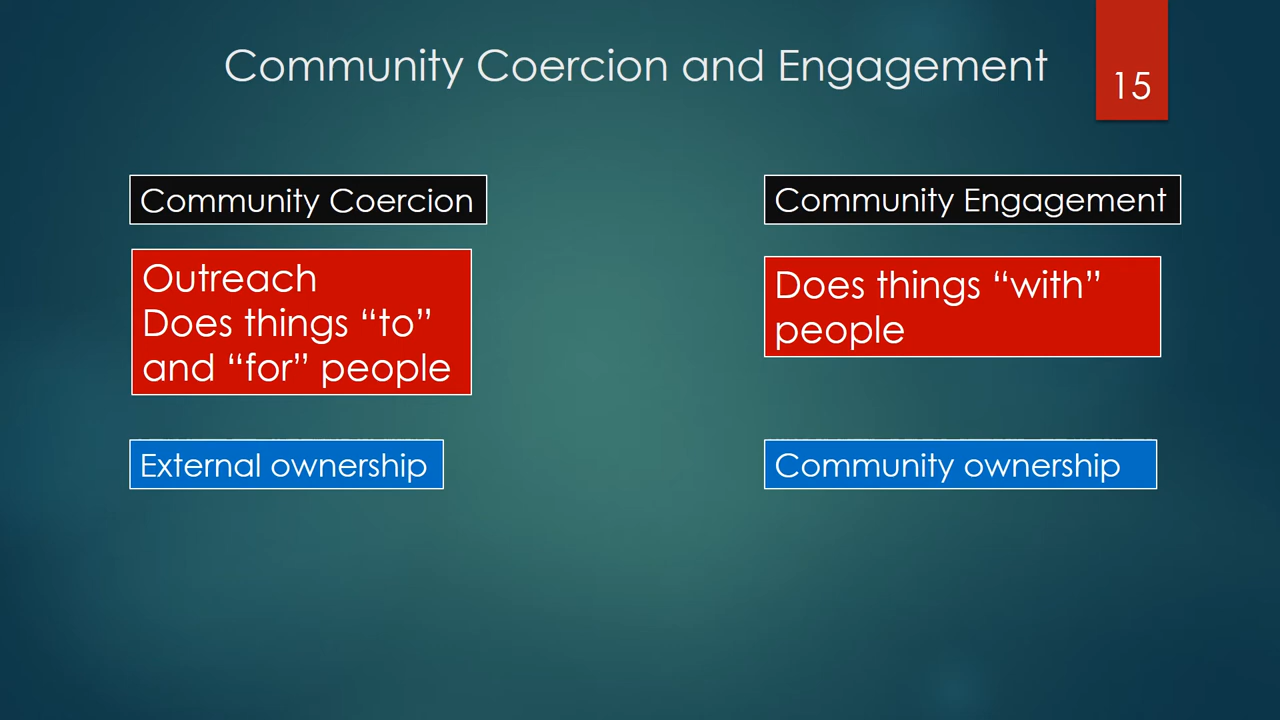 Community Coercion and Engagement
15
Community Coercion
Outreach
Does things “to”
and “for” people
External ownership
Community Engagement
Does things “with”
people
Community ownership